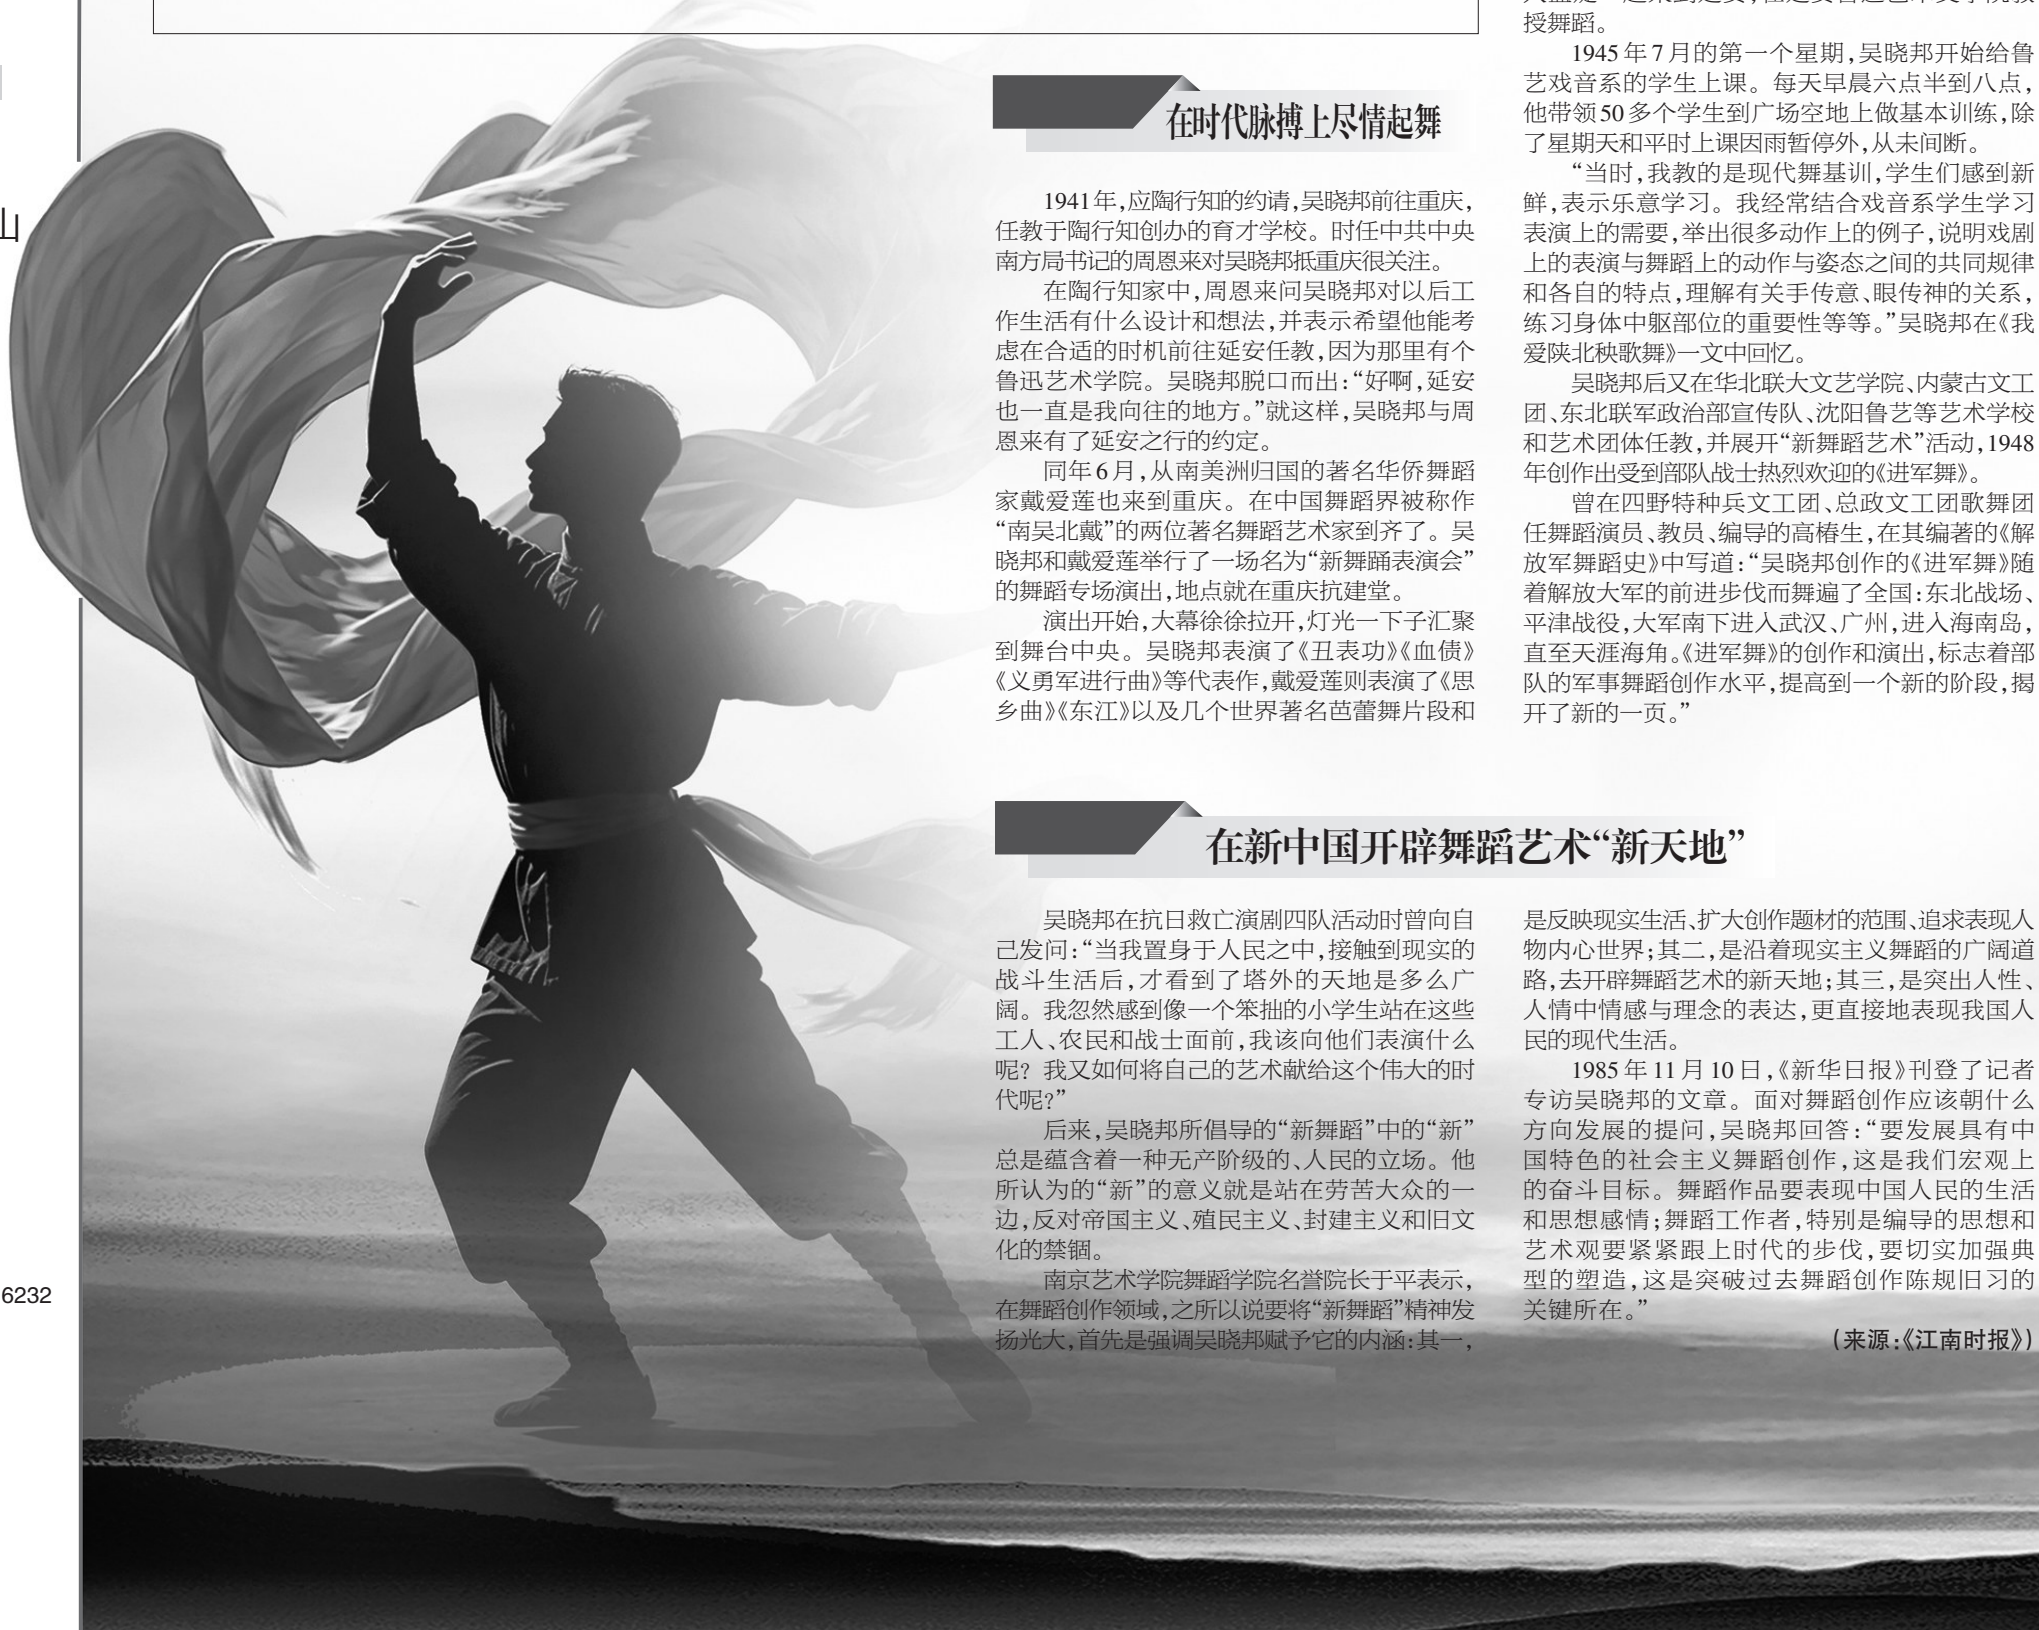 山
6232
在时代脉搏上尽情起舞
1941年,应陶行知的约请,吴晓邦前往重庆,
任教于陶行知创办的育才学校。时任中共中央
南方局书记的周恩来对吴晓邦抵重庆很关注。
在陶行知家中,周恩来问吴晓邦对以后工
作生活有什么设计和想法,并表示希望他能考
虑在合适的时机前往延安任教,因为那里有个
鲁迅艺术学院。吴晓邦脱口而出:“好啊,延安
也一直是我向往的地方。”就这样,吴晓邦与周
恩来有了延安之行的约定。
同年6月,从南美洲归国的著名华侨舞蹈
家戴爱莲也来到重庆。在中国舞蹈界被称作
“南吴北戴”的两位著名舞蹈艺术家到齐了。吴
晓邦和戴爱莲举行了一场名为“新舞踊表演会”
的舞蹈专场演出,地点就在重庆抗建堂。
演出开始,大幕徐徐拉开,灯光一下子汇聚
到舞台中央。吴晓邦表演了《丑表功》《血债》
《义勇军进行曲》等代表作,戴爱莲则表演了《思
乡曲》《东江》以及几个世界著名芭蕾舞片段和
授舞蹈。
1945年7月的第一个星期,吴晓邦开始给鲁
艺戏音系的学生上课。每天早晨六点半到八点,
他带领50多个学生到广场空地上做基本训练,除
了星期天和平时上课因雨暂停外,从未间断。
“当时,我教的是现代舞基训,学生们感到新
鲜,表示乐意学习。我经常结合戏音系学生学习
表演上的需要,举出很多动作上的例子,说明戏剧
上的表演与舞蹈上的动作与姿态之间的共同规律
和各自的特点,理解有关手传意、眼传神的关系,
练习身体中躯部位的重要性等等。”吴晓邦在《我
爱陕北秧歌舞》一文中回忆。
吴晓邦后又在华北联大文艺学院、内蒙古文工
团、东北联军政治部宣传队、沈阳鲁艺等艺术学校
和艺术团体任教,并展开“新舞蹈艺术”活动,1948
年创作出受到部队战士热烈欢迎的《进军舞》。
曾在四野特种兵文工团、总政文工团歌舞团
任舞蹈演员、教员、编导的高椿生,在其编著的《解
放军舞蹈史》中写道:“吴晓邦创作的《进军舞》随
着解放大军的前进步伐而舞遍了全国:东北战场、
平津战役,大军南下进入武汉、广州,进入海南岛,
直至天涯海角。《进军舞》的创作和演出,标志着部
队的军事舞蹈创作水平,提高到一个新的阶段,揭
开了新的一页。”
在新中国开辟舞蹈艺术“新天地”
吴晓邦在抗日救亡演剧四队活动时曾向自
己发问:“当我置身于人民之中,接触到现实的
战斗生活后,才看到了塔外的天地是多么广
阔。我忽然感到像一个笨拙的小学生站在这些
工人、农民和战士面前,我该向他们表演什么
呢？我又如何将自己的艺术献给这个伟大的时
代呢?”
后来,吴晓邦所倡导的“新舞蹈”中的“新”
总是蕴含着一种无产阶级的、人民的立场。他
所认为的“新”的意义就是站在劳苦大众的一
边,反对帝国主义、殖民主义、封建主义和旧文
化的禁锢。
南京艺术学院舞蹈学院名誉院长于平表示,
在舞蹈创作领域,之所以说要将“新舞蹈”精神发
扬光大,首先是强调吴晓邦赋予它的内涵:其一,
是反映现实生活、扩大创作题材的范围、追求表现人
物内心世界;其二,是沿着现实主义舞蹈的广阔道
路,去开辟舞蹈艺术的新天地;其三,是突出人性、
人情中情感与理念的表达,更直接地表现我国人
民的现代生活。
1985年11月10日,《新华日报》刊登了记者
专访吴晓邦的文章。面对舞蹈创作应该朝什么
方向发展的提问,吴晓邦回答:“要发展具有中
国特色的社会主义舞蹈创作,这是我们宏观上
的奋斗目标。舞蹈作品要表现中国人民的生活
和思想感情;舞蹈工作者,特别是编导的思想和
艺术观要紧紧跟上时代的步伐,要切实加强典
型的塑造,这是突破过去舞蹈创作陈规旧习的
关键所在。”
(来源:《江南时报》)